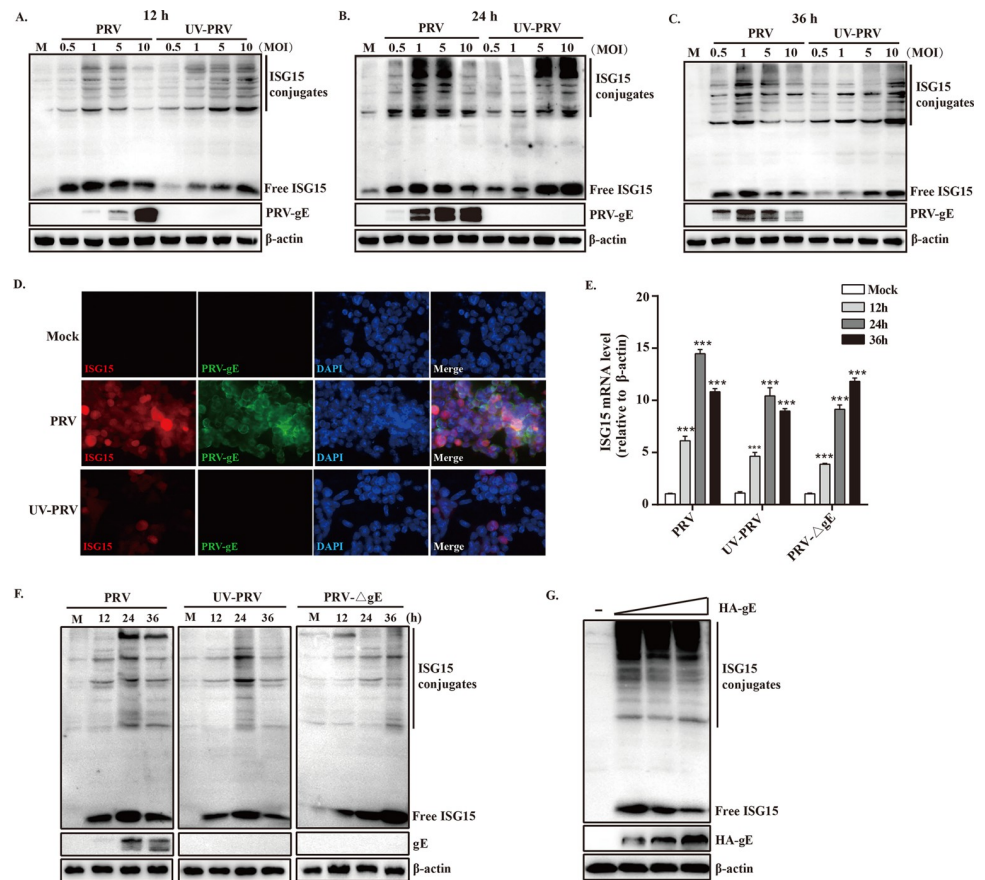 A.
12 h
PRV UV-PRV
M 0.5 1 5 10 0.5 1 5 10 (MOI)
ISG15
conjugates
Free ISG15
PRV-gE
β-actin
B.
24 h
PRV UV-PRV
M 0.5 1 5 10 0.5 1 5 10 (MOI)
ISG15
conjugates
Free ISG15
PRV-gE
β-actin
C.
36 h
PRV UV-PRV
M 0.5 1 5 10 0.5 1 5 10 (MOI)
ISG15
conjugates
Free ISG15
PRV-gE
β-actin
D.
Mock
ISG15 PRV-gE DAPI Merge
PRV
ISG15 PRV-gE DAPI Merge
UV-PRV
ISG15 PRV-gE DAPI Merge
E.
ISG15 mRNA level
(relative to β-actin)
20
15
10
5
0
Mock
12h
24h
36h
*** *** ***
*** *** ***
*** *** ***
PRV UV-PRV PRV-△gE
F.
PRV UV-PRV PRV-△gE
M 12 24 36 M 12 24 36 M 12 24 36 (h)
ISG15
conjugates
Free ISG15
gE
β-actin
G.
– HA-gE
ISG15
conjugates
Free ISG15
HA-gE
β-actin